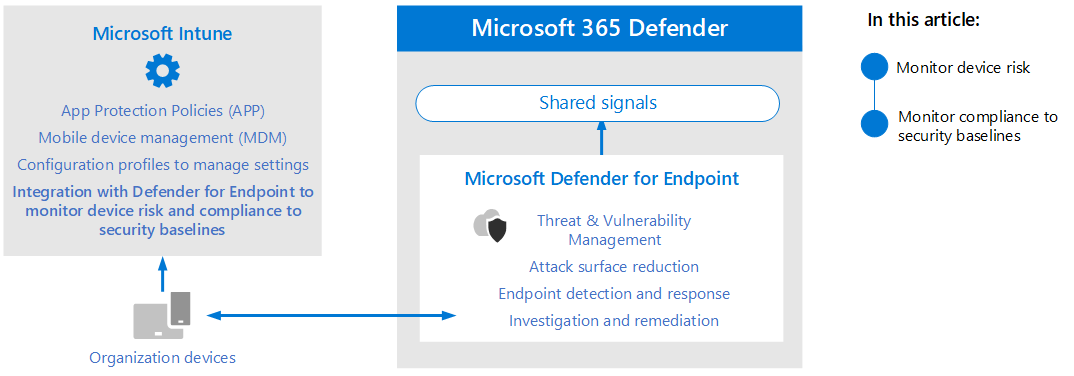 Microsoft Intune
App Protection Policies (APP)
Mobile device management (MDM)
Configuration profiles to manage settings
Integration with Defender for Endpoint to
monitor device risk and compliance to
security baselines
Organization devices
Microsoft 365 Defender
Shared signals
Microsoft Defender for Endpoint
Threat & Vulnerability
Management
Attack surface reduction
Endpoint detection and response
Investigation and remediation
In this article:
Monitor device risk
Monitor compliance to
security baselines